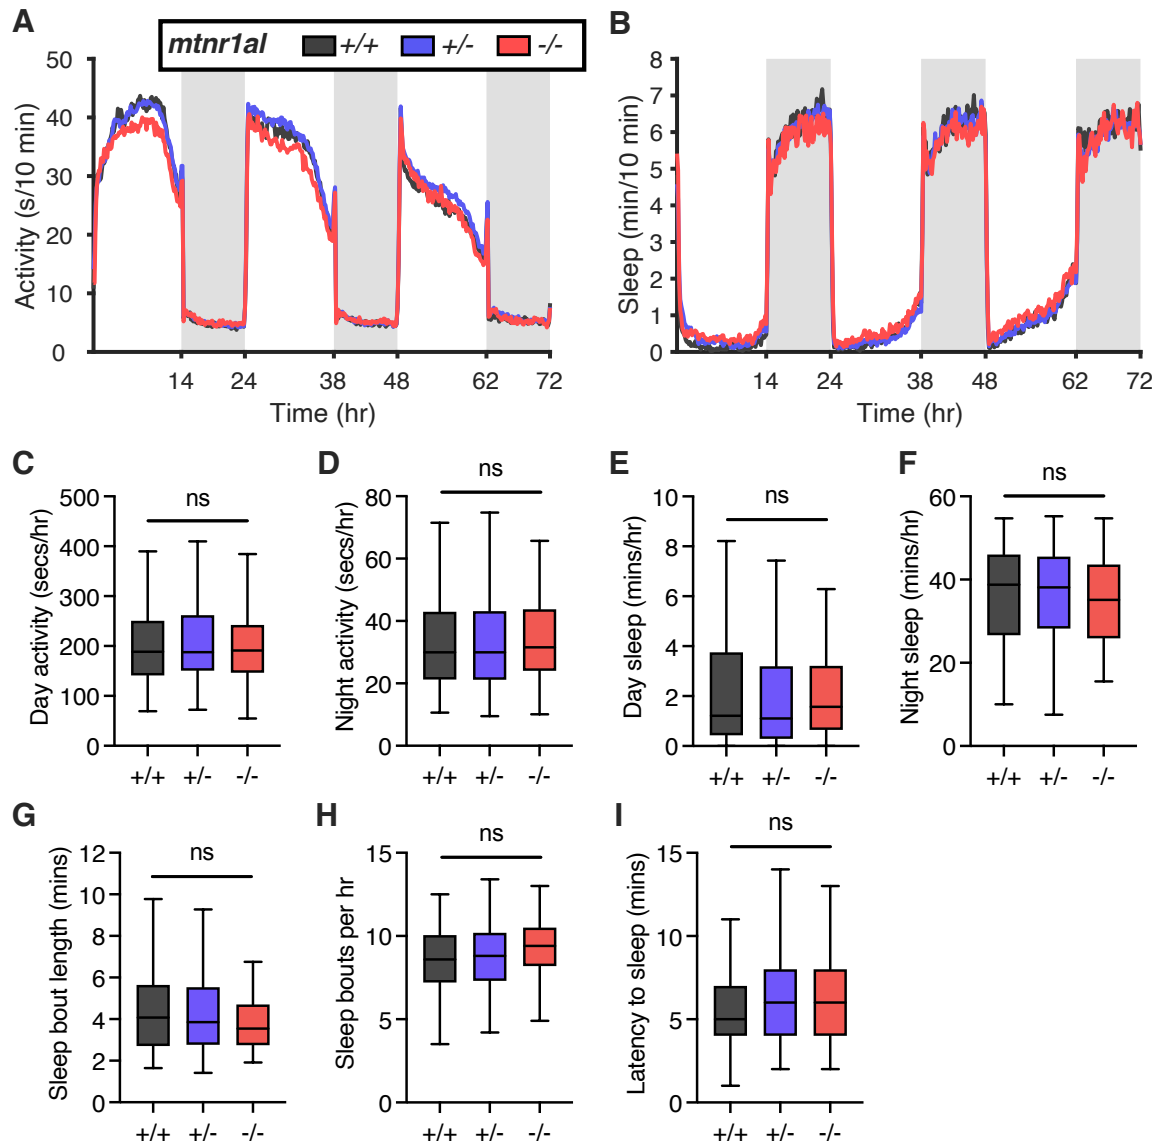 A
mtnr1al +/+ +/- -/-
B
Activity (s/10 min)
50
40
30
20
10
0
14 24 38 48 62 72
Time (hr)
Sleep (min/10 min)
8
7
6
5
4
3
2
1
0
14 24 38 48 62 72
Time (hr)
C
ns
Day activity (secs/hr)
500
400
300
200
100
0
+/+ +/- -/-
D
ns
Night activity (secs/hr)
80
60
40
20
0
+/+ +/- -/-
E
ns
Day sleep (mins/hr)
10
8
6
4
2
0
+/+ +/- -/-
F
ns
Night sleep (mins/hr)
60
40
20
0
+/+ +/- -/-
G
ns
Sleep bout length (mins)
12
10
8
6
4
2
0
+/+ +/- -/-
H
ns
Sleep bouts per hr
15
10
5
0
+/+ +/- -/-
I
ns
Latency to sleep (mins)
15
10
5
0
+/+ +/- -/-